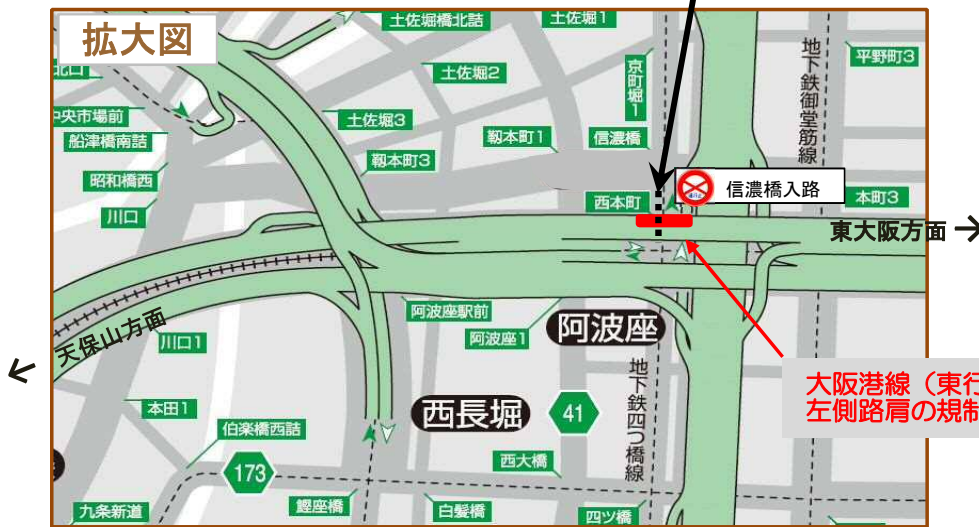 拡大図
土佐堀橋北詰
土佐堀1
平野町3
土佐堀2
京町堀1
地下鉄御堂筋線
中央市場前
船津橋南詰
土佐堀3
靱本町1
信濃橋
昭和橋西
靱本町3
川口
西本町
信濃橋入路
本町3
東大阪方面 →
← 天保山方面
川口1
阿波座駅前
阿波座1
阿波座
地下鉄四つ橋線
大阪港線(東行
左側路肩の規制
本田1
西長堀
41
伯楽橋西詰
173
西大橋
九条新道
鰹座橋
白髪橋
四ツ橋